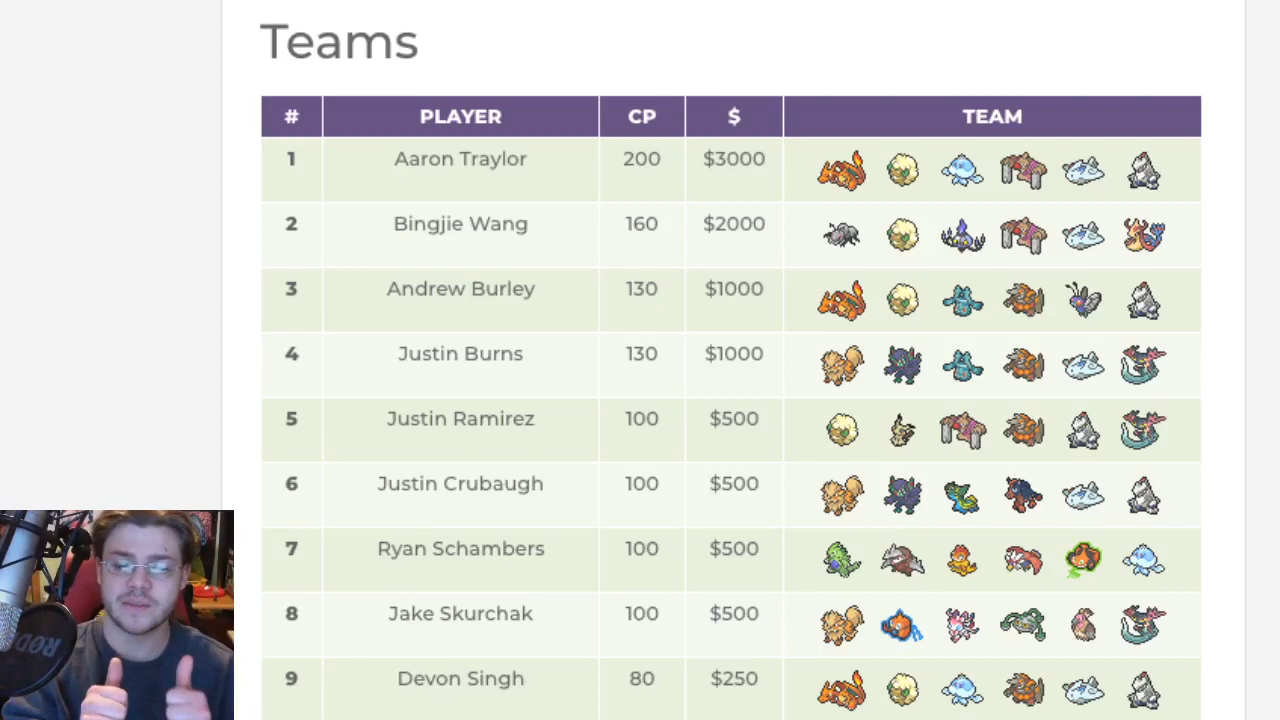 Teams
# PLAYER CP $ TEAM
1 Aaron Traylor 200 $3000
2 Bingjie Wang 160 $2000
3 Andrew Burley 130 $1000
4 Justin Burns 130 $1000
5 Justin Ramirez 100 $500
6 Justin Crubaugh 100 $500
7 Ryan Schambers 100 $500
8 Jake Skurchak 100 $500
9 Devon Singh 80 $250
RØDE